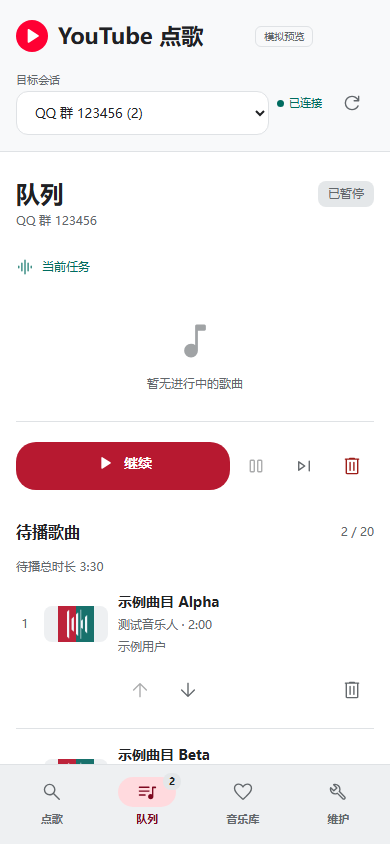 YouTube 点歌
模拟预览
目标会话
QQ 群 123456 (2)
已连接
队列
已暂停
QQ 群 123456
当前任务
暂无进行中的歌曲
继续
待播歌曲
2 / 20
待播总时长 3:30
1
示例曲目 Alpha
测试音乐人 · 2:00
示例用户
示例曲目 Beta
2
点歌
队列
音乐库
维护